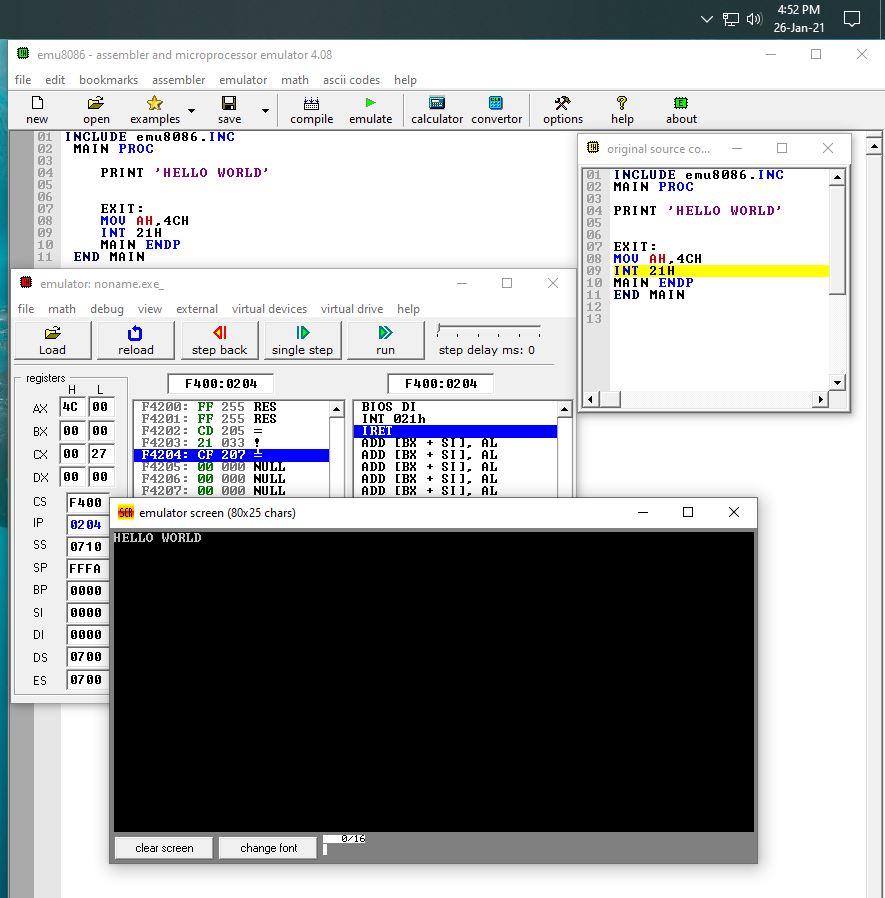 4:52 PM
26-Jan-21
emu8086 - assembler and microprocessor emulator 4.08
file edit bookmarks assembler emulator math ascii codes help
new open examples save compile emulate calculator convertor options help about
01 INCLUDE emu8086.INC
02 MAIN PROC
03
04 PRINT 'HELLO WORLD'
05
06
07 EXIT:
08 MOV AH,4CH
09 INT 21H
10 MAIN ENDP
11 END MAIN
original source co...
01 INCLUDE emu8086.INC
02 MAIN PROC
03
04 PRINT 'HELLO WORLD'
05
06
07 EXIT:
08 MOV AH,4CH
09 INT 21H
10 MAIN ENDP
11 END MAIN
12
13
emulator: noname.exe_
file math debug view external virtual devices virtual drive help
Load reload step back single step run step delay ms: 0
registers
H L
F400:0204 F400:0204
AX 4C 00
BX 00 00
CX 00 27
DX 00 00
CS F400
IP 0204
SS 0710
SP FFFA
BP 0000
SI 0000
DI 0000
DS 0700
ES 0700
F4200: FF 255 RES
F4201: FF 255 RES
F4202: CD 205 =
F4203: 21 033 !
F4204: CF 207 ╧
F4205: 00 000 NULL
F4206: 00 000 NULL
F4207: 00 000 NULL
BIOS DI
INT 021h
IRET
ADD [BX + SI], AL
ADD [BX + SI], AL
ADD [BX + SI], AL
ADD [BX + SI], AL
ADD [BX + SI], AL
SCR emulator screen (80x25 chars)
HELLO WORLD
clear screen change font 0/16